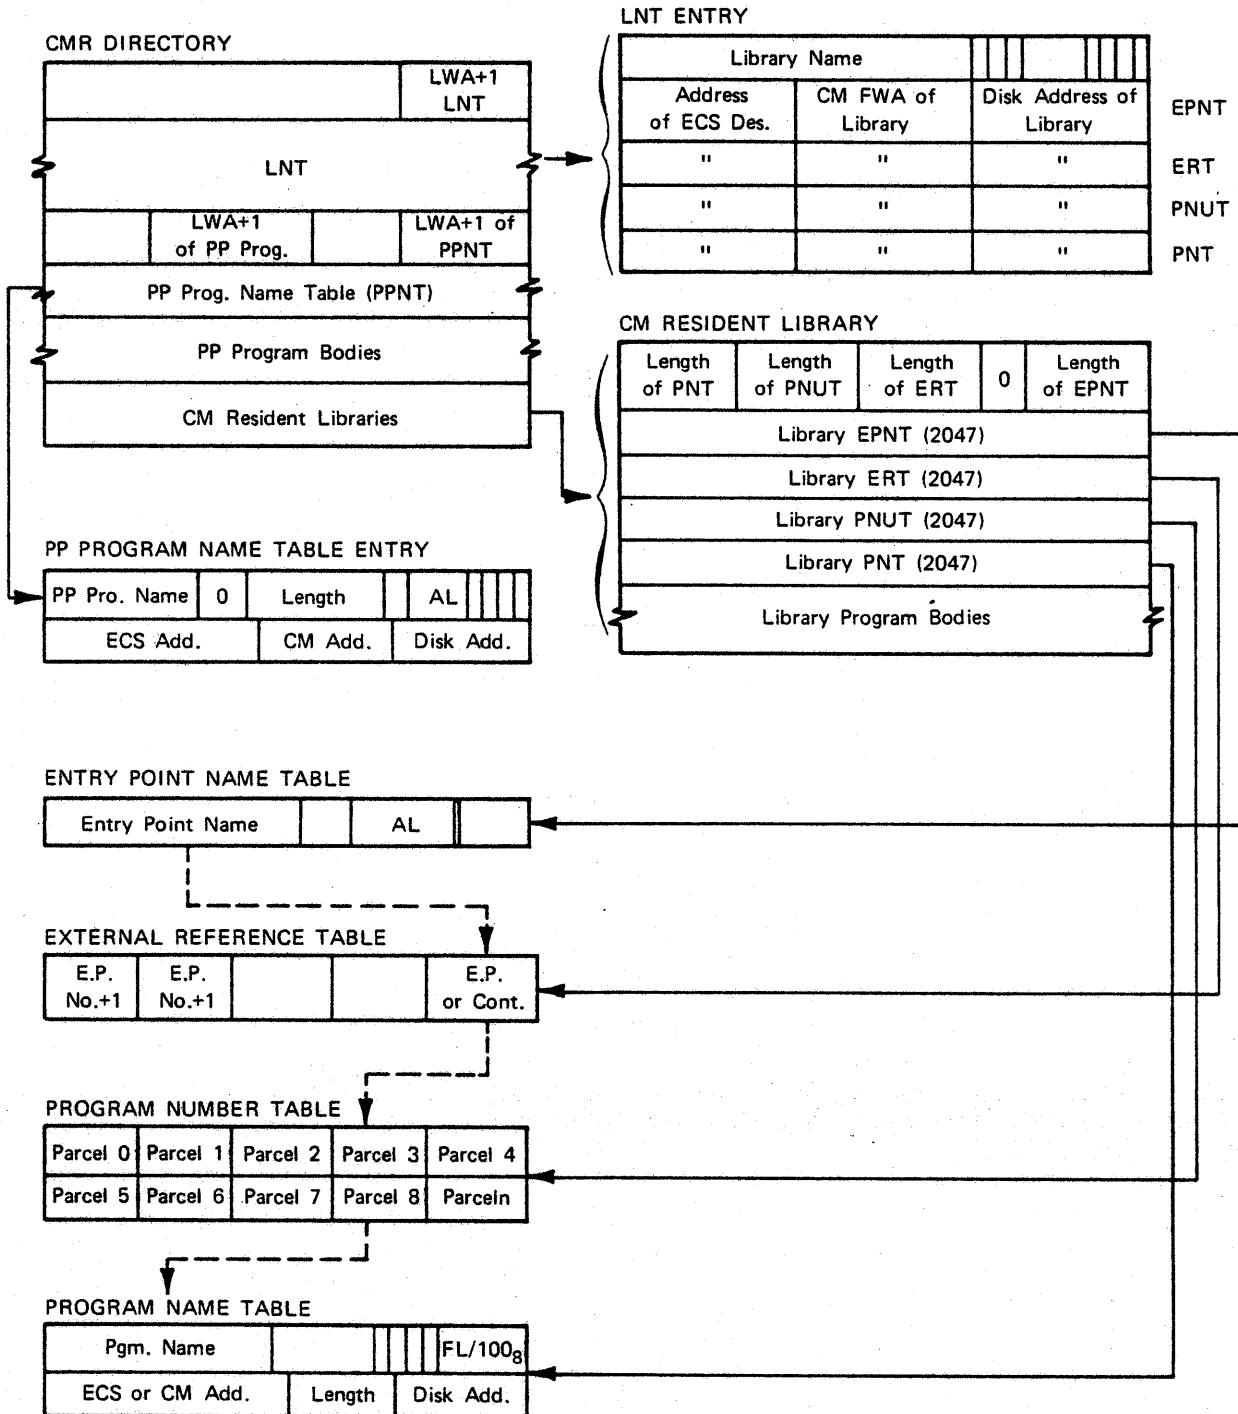 CMR DIRECTORY
LWA+1
LNT
LNT
LWA+1
of PP Prog.
LWA+1 of
PPNT
PP Prog. Name Table (PPNT)
PP Program Bodies
CM Resident Libraries
LNT ENTRY
Library Name
Address
of ECS Des.
CM FWA of
Library
Disk Address of
Library
EPNT
" " " ERT
" " " PNUT
" " " PNT
CM RESIDENT LIBRARY
Length
of PNT
Length
of PNUT
Length
of ERT
0
Length
of EPNT
Library EPNT (2047)
Library ERT (2047)
Library PNUT (2047)
Library PNT (2047)
Library Program Bodies
PP PROGRAM NAME TABLE ENTRY
PP Pro. Name 0 Length AL
ECS Add. CM Add. Disk Add.
ENTRY POINT NAME TABLE
Entry Point Name AL
EXTERNAL REFERENCE TABLE
E.P.
No.+1
E.P.
No.+1
E.P.
or Cont.
PROGRAM NUMBER TABLE
Parcel 0 Parcel 1 Parcel 2 Parcel 3 Parcel 4
Parcel 5 Parcel 6 Parcel 7 Parcel 8 Parceln
PROGRAM NAME TABLE
Pgm. Name FL/100₈
ECS or CM Add. Length Disk Add.